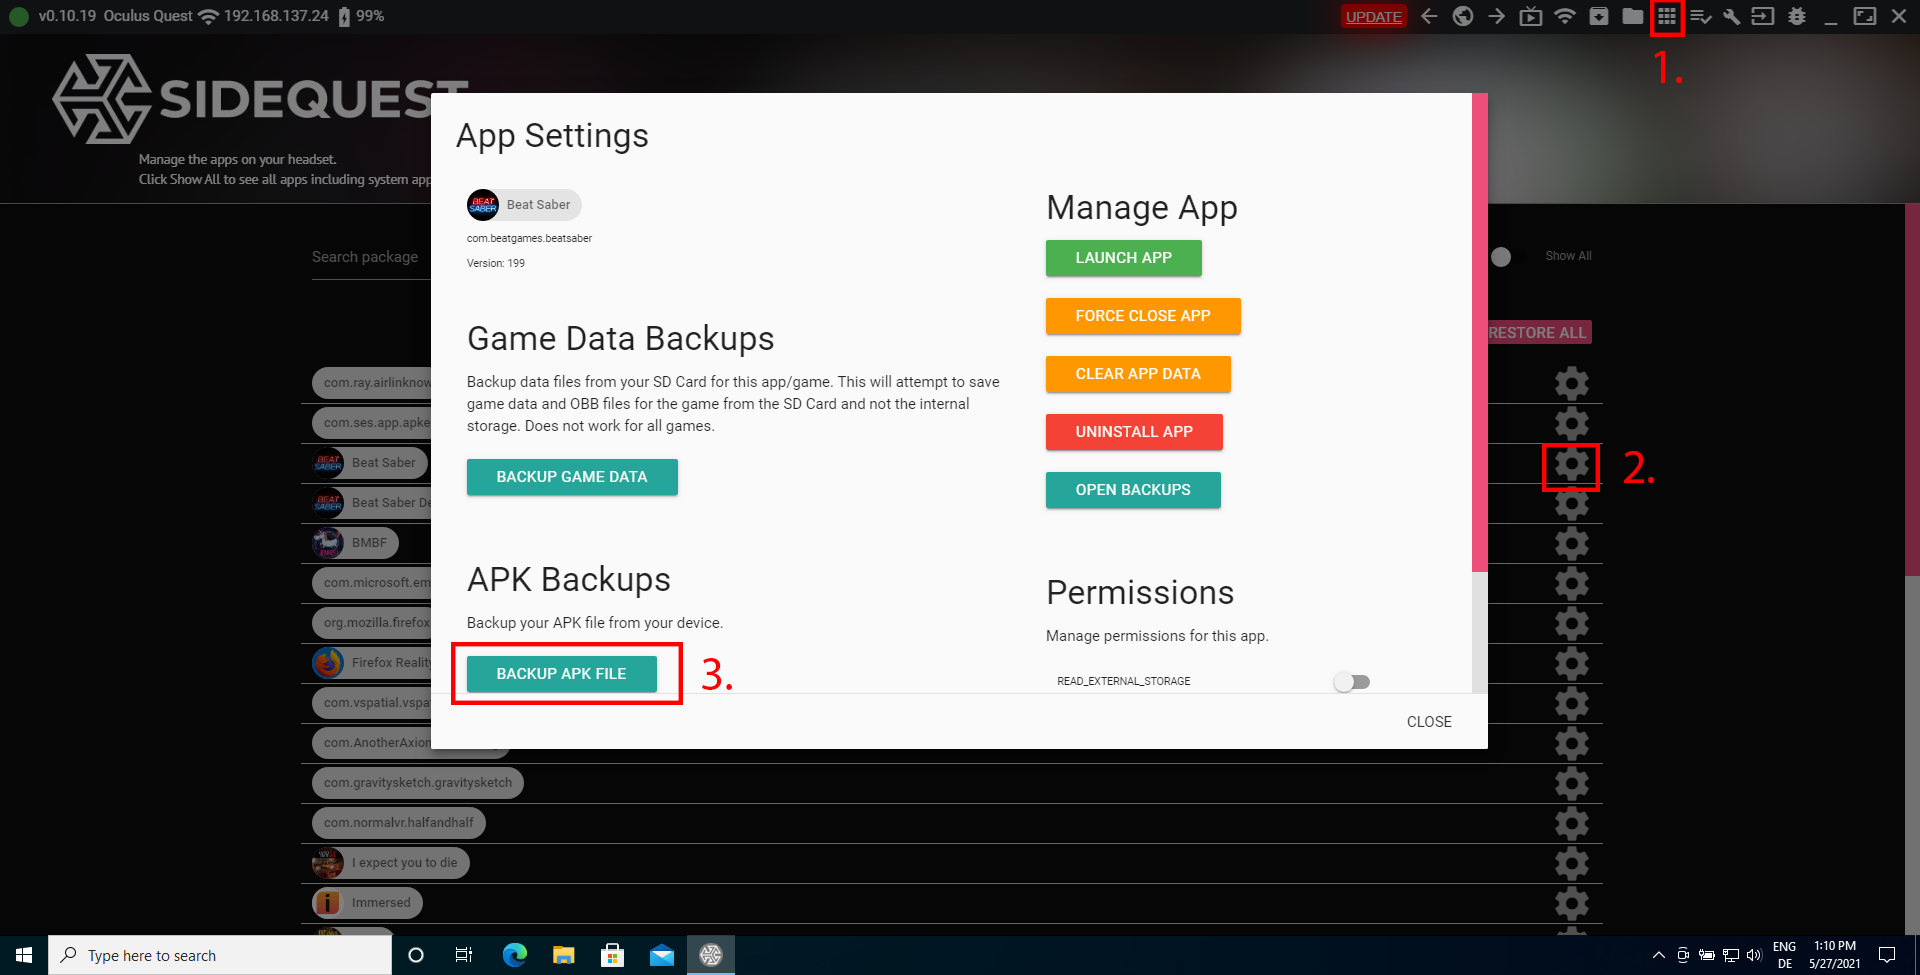 v0.10.19 Oculus Quest 192.168.137.24 99%
UPDATE
1.
SIDEQUEST
Manage the apps on your headset.
Click Show All to see all apps including system app
App Settings
BEAT SABER Beat Saber
com.beatgames.beatsaber
Version: 199
Game Data Backups
Backup data files from your SD Card for this app/game. This will attempt to save
game data and OBB files for the game from the SD Card and not the internal
storage. Does not work for all games.
BACKUP GAME DATA
APK Backups
Backup your APK file from your device.
BACKUP APK FILE
3.
Manage App
LAUNCH APP
FORCE CLOSE APP
CLEAR APP DATA
UNINSTALL APP
OPEN BACKUPS
Permissions
Manage permissions for this app.
READ_EXTERNAL_STORAGE
CLOSE
Search package
Show All
RESTORE ALL
com.ray.airlinknow
com.ses.app.apke
BEAT SABER Beat Saber
2.
BEAT SABER Beat Saber De
BMBF
com.microsoft.em
org.mozilla.firefox
Firefox Reality
com.vspatial.vspa
com.AnotherAxion
com.gravitysketch.gravitysketch
com.normalvr.halfandhalf
I expect you to die
Immersed
Type here to search
ENG
DE
1:10 PM
5/27/2021